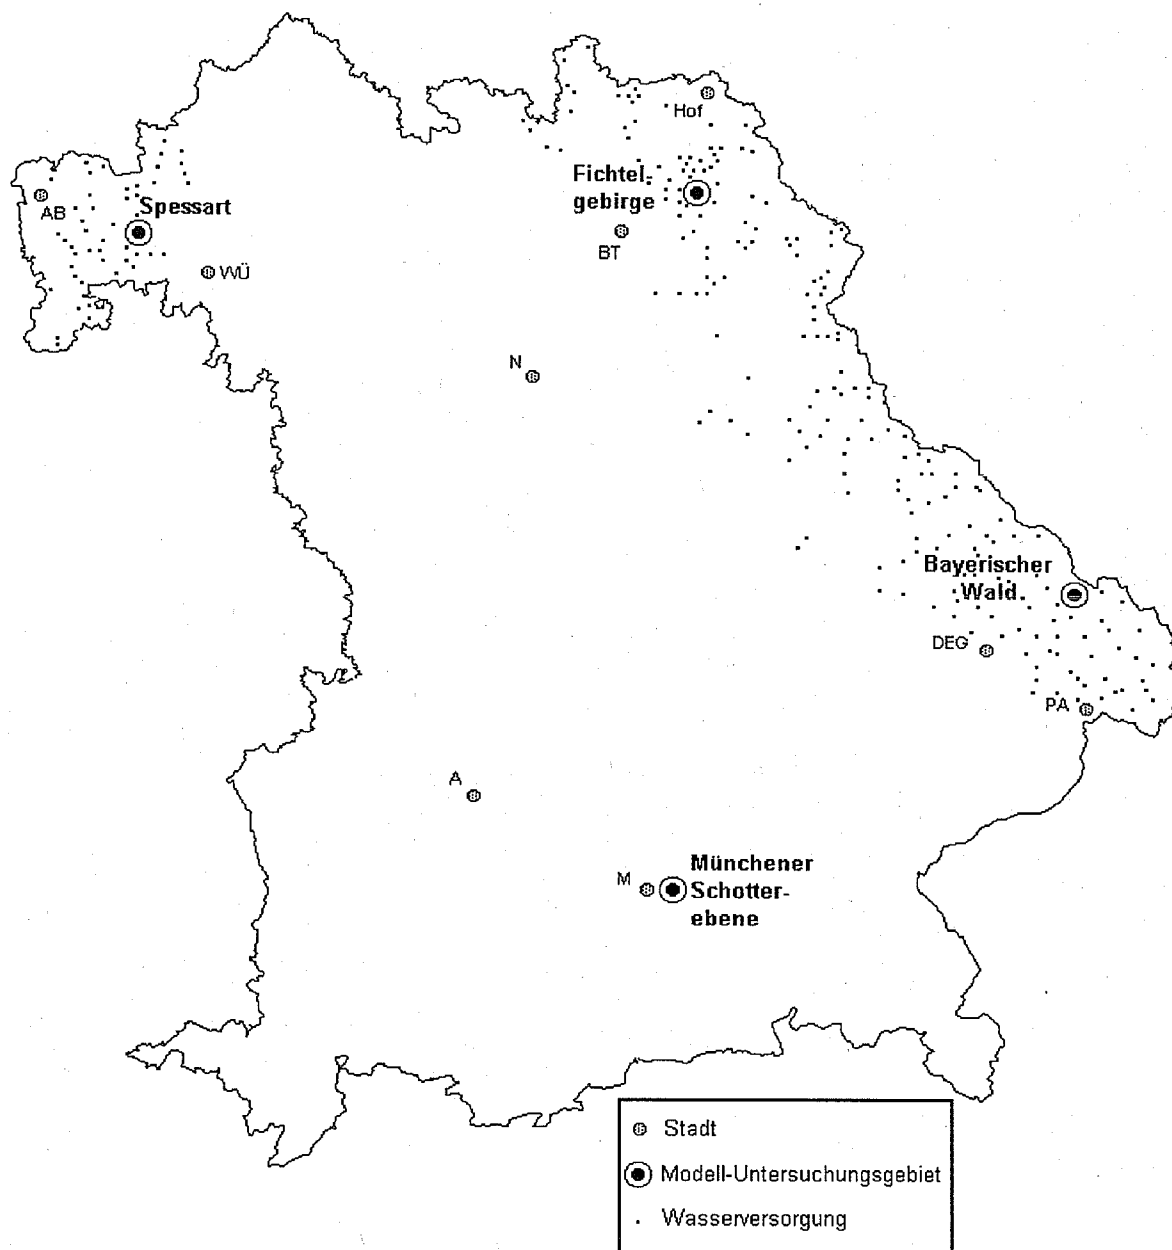 Hof
Fichtel-
gebirge
AB
Spessart
BT
WÜ
N
Bayerischer
Wald
DEG
PA
A
Münchener
Schotter-
ebene
M
Stadt
Modell-Untersuchungsgebiet
Wasserversorgung